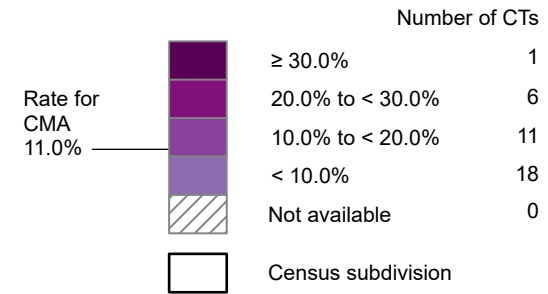 Number of CTs
≥ 30.0% 1
20.0% to < 30.0% 6
Rate for
CMA
11.0%
10.0% to < 20.0% 11
< 10.0% 18
Not available 0
Census subdivision